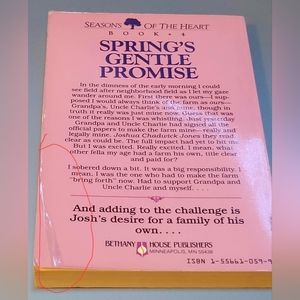 SEASONS OF THE HEART
BOOK • 4
SPRING'S
GENTLE
PROMISE
In the dimness of the early morning I could
see field after neighborhood field as I let my gaze
wander around me. First there was ours—I sup-
posed I would always think of the farm as ours—
Grandpa's, Uncle Charlie's and mine, though in
truth it was really just mine now. Guess that was
one of the reasons I was whistling. Just yesterday
Grandpa and Uncle Charlie had signed all the
official papers to make the farm mine—really and
legally mine. Joshua Chadwick Jones they read
clear as could be. The full impact had yet to hit me.
But I was excited. Really excited. I mean, what
other fella my age had a farm his own, title clear
and paid for?
I sobered down a bit. It was a big responsibility. I
mean, I was the one who had to make the farm
"bring forth" now. Had to support Grandpa and
Uncle Charlie and myself. . . .
And adding to the challenge is
Josh's desire for a family of his
own. . . .
BETHANY HOUSE PUBLISHERS
MINNEAPOLIS, MN 55438
ISBN 1-55661-059-9